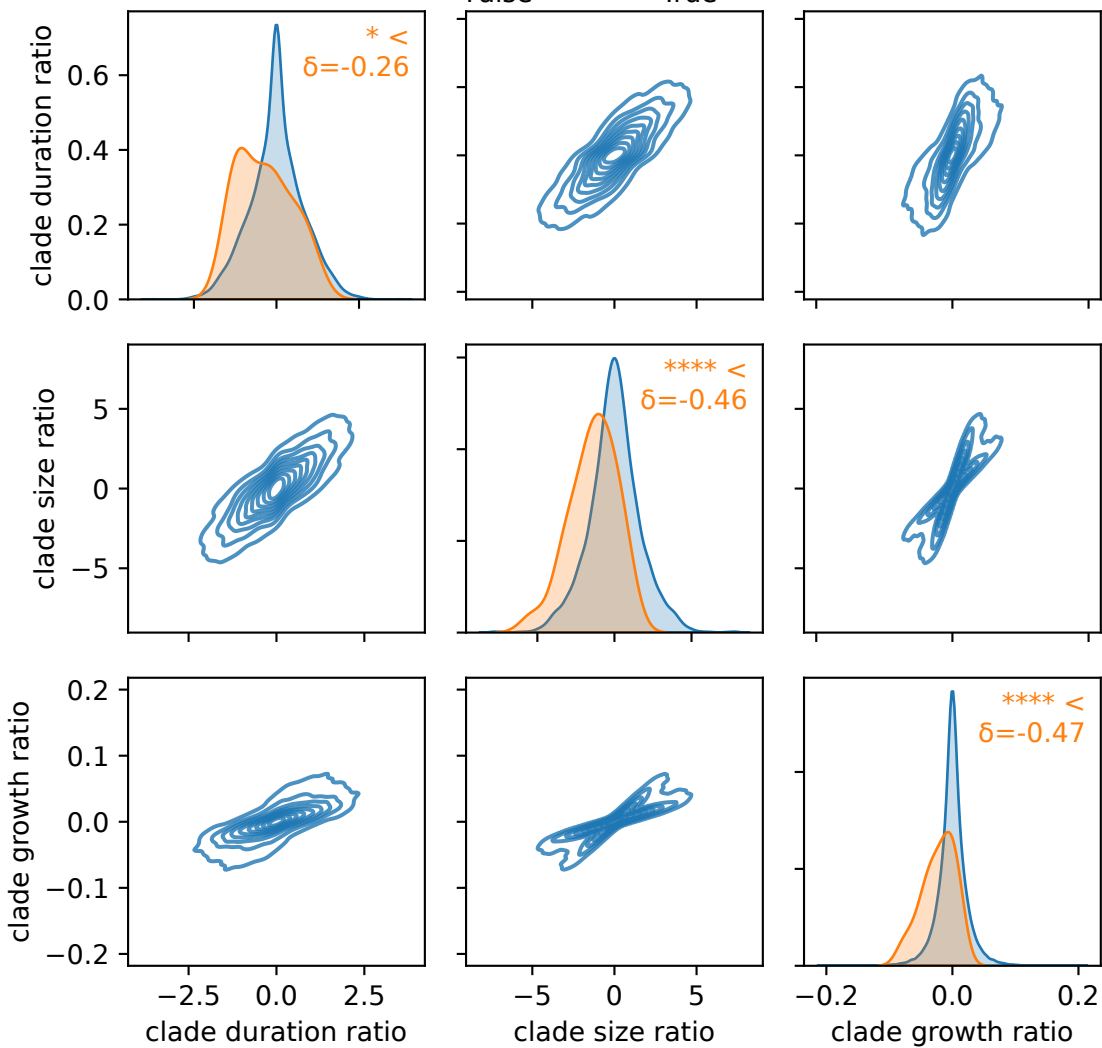 clade duration ratio
0.6
0.4
0.2
0.0
* <
δ=-0.26
clade size ratio
5
0
−5
**** <
δ=-0.46
clade growth ratio
0.2
0.1
0.0
−0.1
−0.2
**** <
δ=-0.47
−2.5 0.0 2.5
−5 0 5
−0.2 0.0 0.2
clade duration ratio
clade size ratio
clade growth ratio